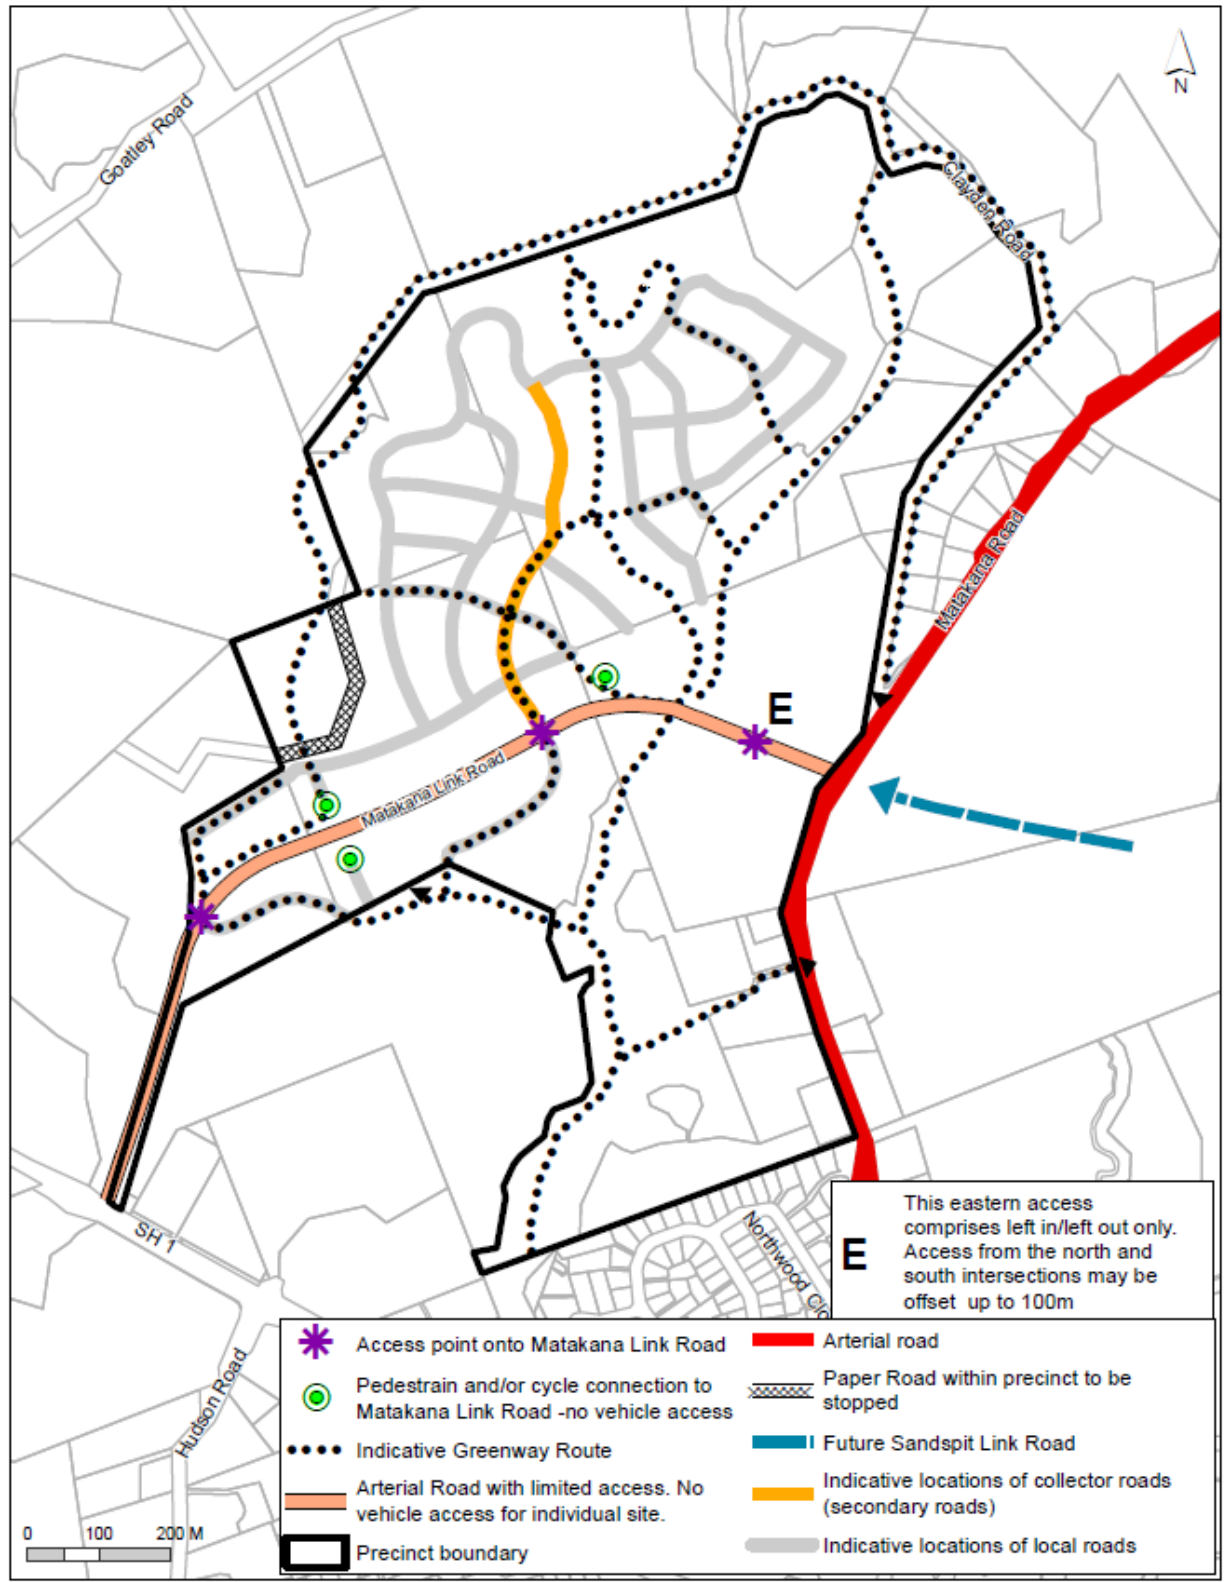 N
Goatley Road
Clayden Road
Matakana Road
E
Matakana Link Road
SH 1
Hudson Road
Northwood Clo
E
This eastern access
comprises left in/left out only.
Access from the north and
south intersections may be
offset up to 100m
Access point onto Matakana Link Road
Pedestrain and/or cycle connection to
Matakana Link Road -no vehicle access
Indicative Greenway Route
Arterial Road with limited access. No
vehicle access for individual site.
Precinct boundary
Arterial road
Paper Road within precinct to be
stopped
Future Sandspit Link Road
Indicative locations of collector roads
(secondary roads)
Indicative locations of local roads
0 100 200 M